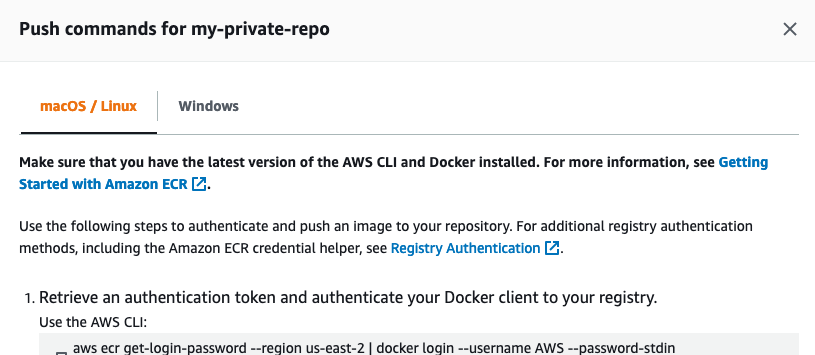 Push commands for my-private-repo
macOS / Linux
Windows
Make sure that you have the latest version of the AWS CLI and Docker installed. For more information, see Getting
Started with Amazon ECR.
Use the following steps to authenticate and push an image to your repository. For additional registry authentication
methods, including the Amazon ECR credential helper, see Registry Authentication.
1. Retrieve an authentication token and authenticate your Docker client to your registry.
Use the AWS CLI:
aws ecr get-login-password --region us-east-2 | docker login --username AWS --password-stdin